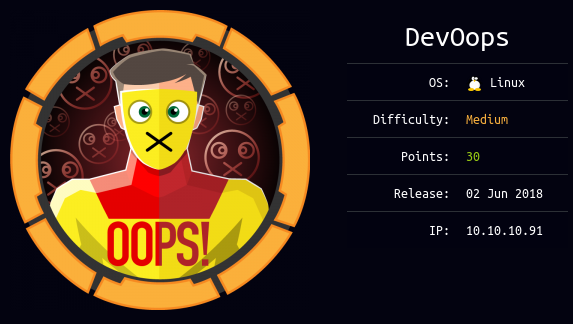 DevOops
OS: Linux
Difficulty: Medium
Points: 30
Release: 02 Jun 2018
IP: 10.10.10.91
OOPS!